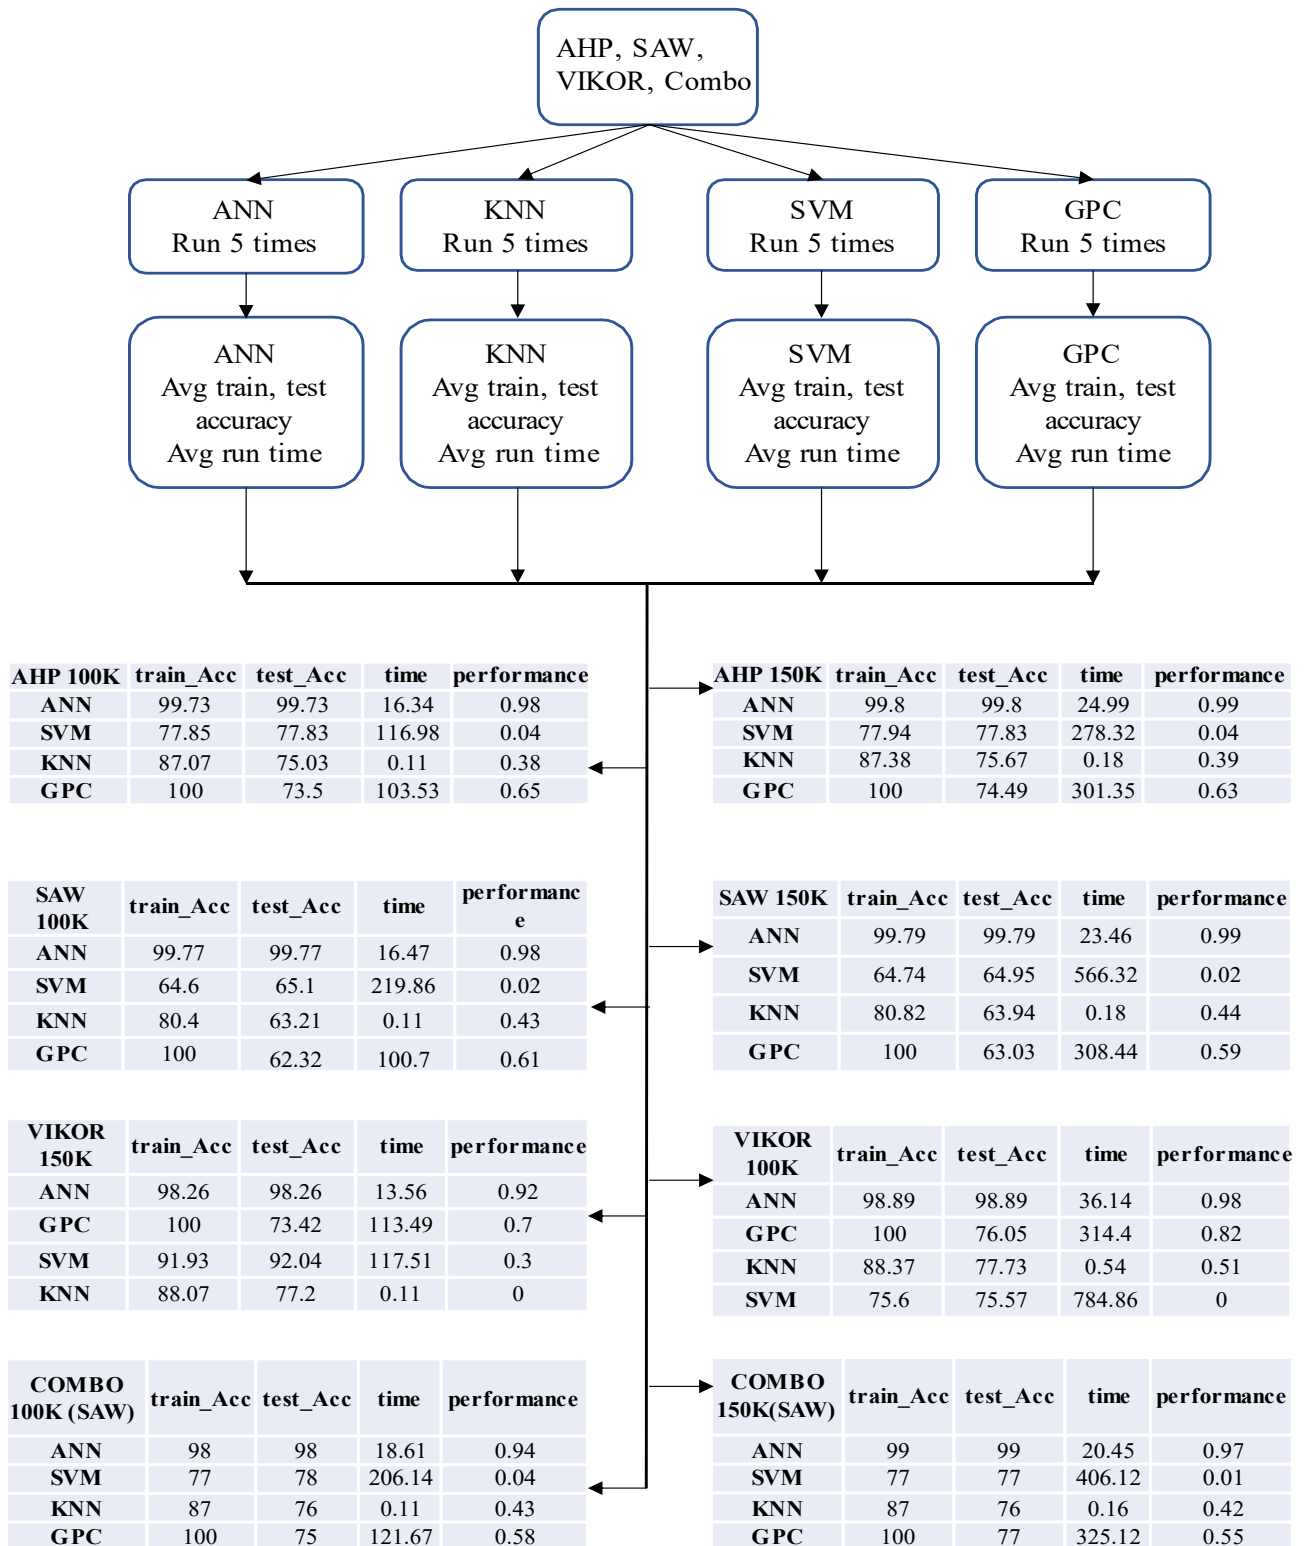 AHP, SAW,
VIKOR, Combo
ANN
Run 5 times
KNN
Run 5 times
SVM
Run 5 times
GPC
Run 5 times
ANN
Avg train, test
accuracy
Avg run time
KNN
Avg train, test
accuracy
Avg run time
SVM
Avg train, test
accuracy
Avg run time
GPC
Avg train, test
accuracy
Avg run time
AHP 100K train_Acc test_Acc time performance
ANN 99.73 99.73 16.34 0.98
SVM 77.85 77.83 116.98 0.04
KNN 87.07 75.03 0.11 0.38
GPC 100 73.5 103.53 0.65
AHP 150K train_Acc test_Acc time performance
ANN 99.8 99.8 24.99 0.99
SVM 77.94 77.83 278.32 0.04
KNN 87.38 75.67 0.18 0.39
GPC 100 74.49 301.35 0.63
SAW
100K train_Acc test_Acc time performanc
e
ANN 99.77 99.77 16.47 0.98
SVM 64.6 65.1 219.86 0.02
KNN 80.4 63.21 0.11 0.43
GPC 100 62.32 100.7 0.61
SAW 150K train_Acc test_Acc time performance
ANN 99.79 99.79 23.46 0.99
SVM 64.74 64.95 566.32 0.02
KNN 80.82 63.94 0.18 0.44
GPC 100 63.03 308.44 0.59
VIKOR
150K train_Acc test_Acc time performance
ANN 98.26 98.26 13.56 0.92
GPC 100 73.42 113.49 0.7
SVM 91.93 92.04 117.51 0.3
KNN 88.07 77.2 0.11 0
VIKOR
100K train_Acc test_Acc time performance
ANN 98.89 98.89 36.14 0.98
GPC 100 76.05 314.4 0.82
KNN 88.37 77.73 0.54 0.51
SVM 75.6 75.57 784.86 0
COMBO
100K (SAW) train_Acc test_Acc time performance
ANN 98 98 18.61 0.94
SVM 77 78 206.14 0.04
KNN 87 76 0.11 0.43
GPC 100 75 121.67 0.58
COMBO
150K(SAW) train_Acc test_Acc time performance
ANN 99 99 20.45 0.97
SVM 77 77 406.12 0.01
KNN 87 76 0.16 0.42
GPC 100 77 325.12 0.55